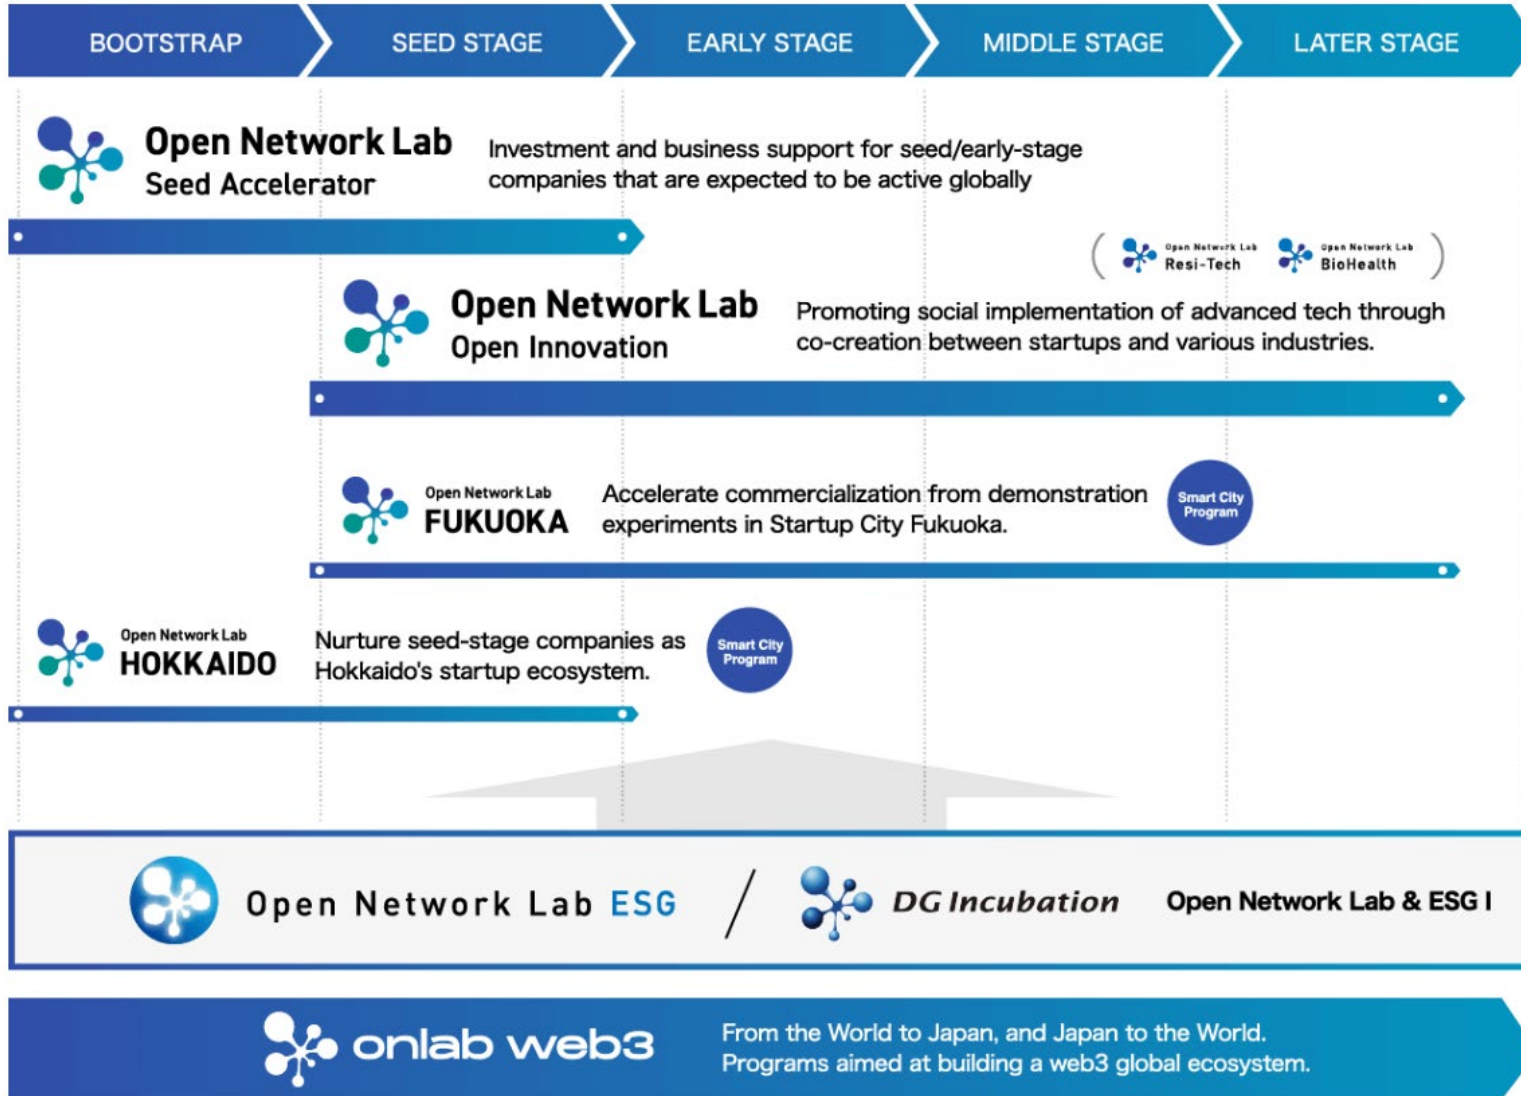 BOOTSTRAP
SEED STAGE
EARLY STAGE
MIDDLE STAGE
LATER STAGE
Open Network Lab
Seed Accelerator
Investment and business support for seed/early-stage
companies that are expected to be active globally
Open Network Lab
Resi-Tech
Open Network Lab
BioHealth
Open Network Lab
Open Innovation
Promoting social implementation of advanced tech through
co-creation between startups and various industries.
Open Network Lab
FUKUOKA
Accelerate commercialization from demonstration
experiments in Startup City Fukuoka.
Smart City
Program
Open Network Lab
HOKKAIDO
Nurture seed-stage companies as
Hokkaido's startup ecosystem.
Smart City
Program
Open Network Lab ESG
/
DG Incubation
Open Network Lab & ESG I
onlab web3
From the World to Japan, and Japan to the World.
Programs aimed at building a web3 global ecosystem.